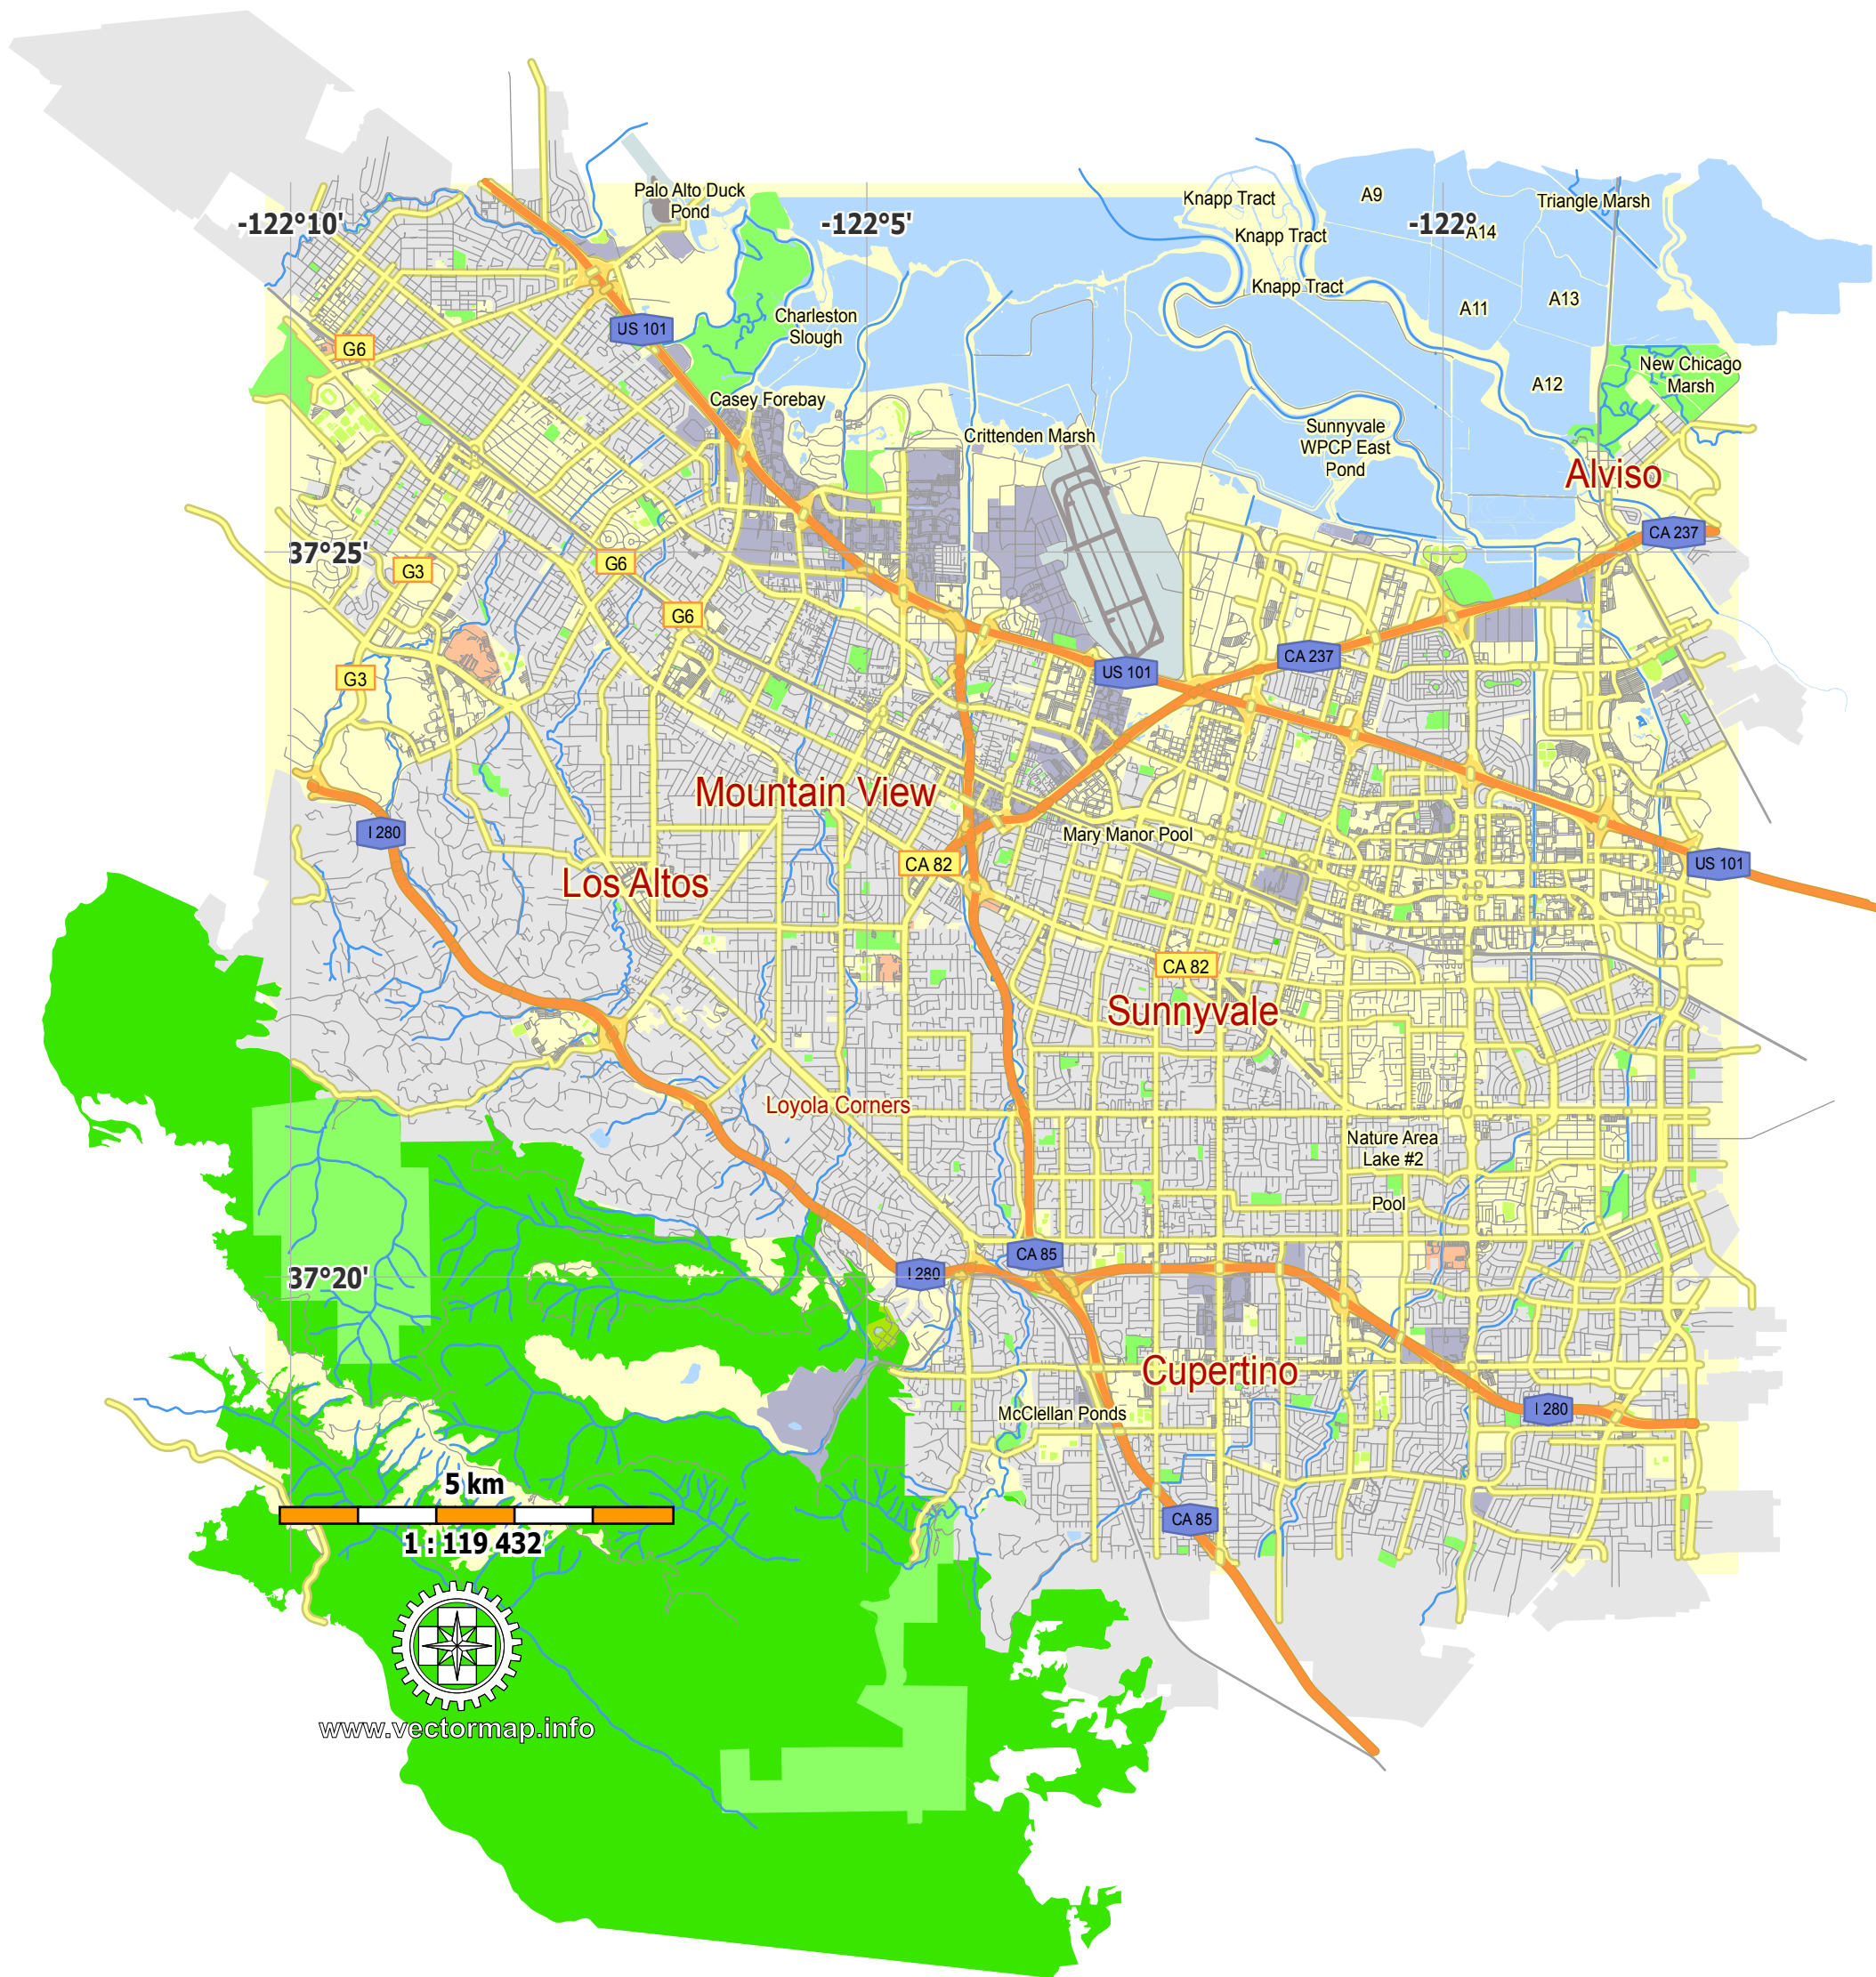 Palo Alto Duck
Pond
Knapp Tract
A9
Triangle Marsh
-122°10'
-122°5'
-122°
A14
Knapp Tract
Knapp Tract
A11
A13
Charleston
Slough
US 101
G6
New Chicago
Marsh
A12
Casey Forebay
Crittenden Marsh
Sunnyvale
WPCP East
Pond
Alviso
CA 237
37°25'
G3
G6
G6
CA 237
US 101
G3
Mountain View
I 280
Mary Manor Pool
CA 82
US 101
Los Altos
CA 82
Sunnyvale
Loyola Corners
Nature Area
Lake #2
Pool
CA 85
I 280
37°20'
Cupertino
McClellan Ponds
I 280
5 km
CA 85
1 : 119 432
www.vectormap.info